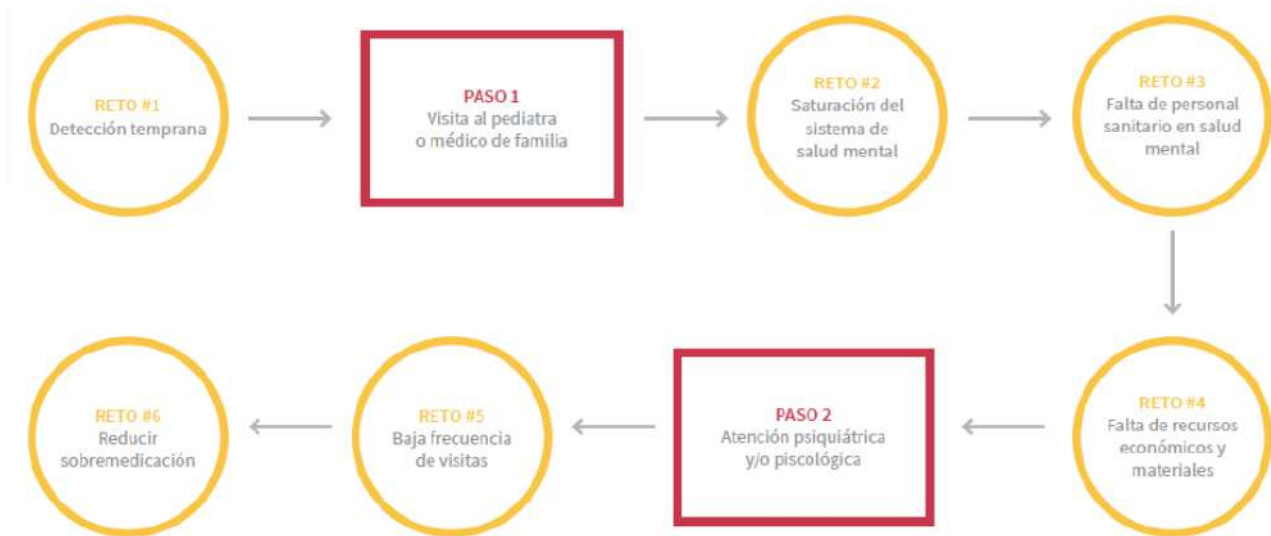 RETO #1
Detección temprana
PASO 1
Visita al pediatra
o médico de familia
RETO #2
Saturación del
sistema de
salud mental
RETO #3
Falta de personal
sanitario en salud
mental
RETO #4
Falta de recursos
económicos y
materiales
PASO 2
Atención psiquiátrica
y/o piscológica
RETO #5
Baja frecuencia
de visitas
RETO #6
Reducir
sobremedicación